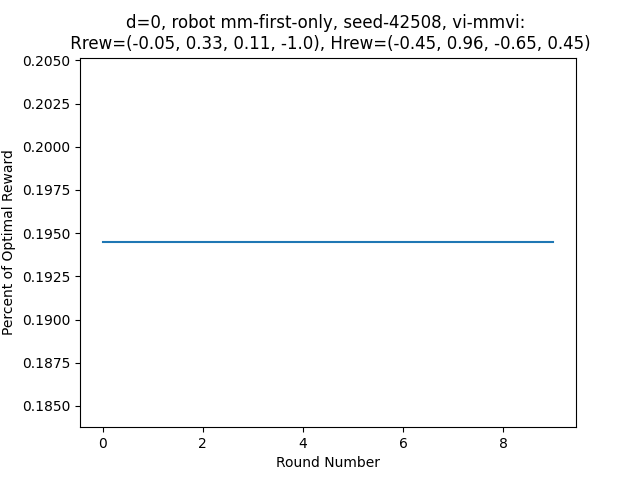 d=0, robot mm-first-only, seed-42508, vi-mmvi:
Rrew=(-0.05, 0.33, 0.11, -1.0), Hrew=(-0.45, 0.96, -0.65, 0.45)
0.2050
0.2025
0.2000
0.1975
0.1950
0.1925
0.1900
0.1875
0.1850
Percent of Optimal Reward
0 2 4 6 8
Round Number